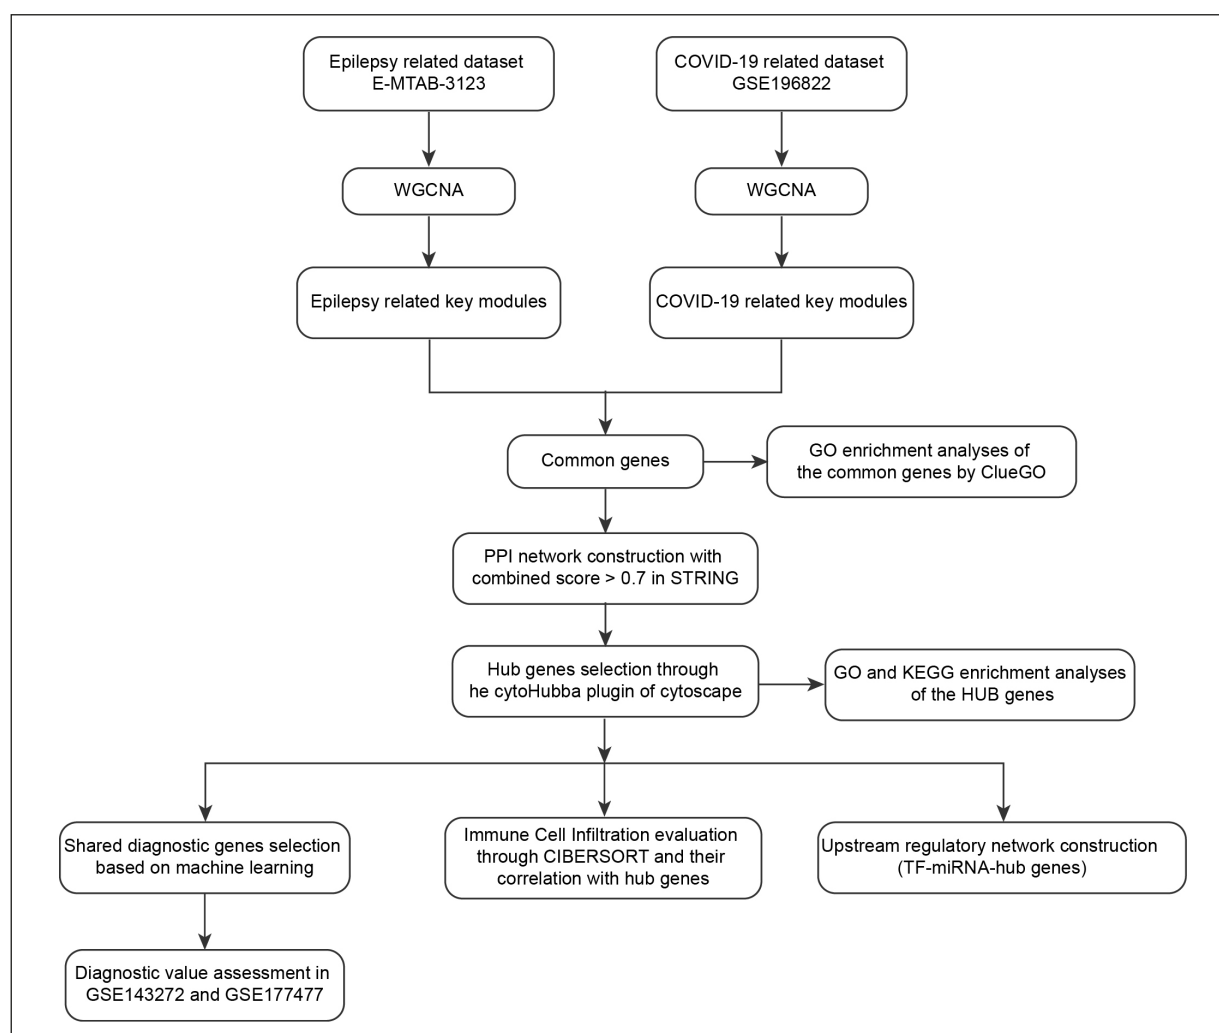 Epilepsy related dataset
E-MTAB-3123
COVID-19 related dataset
GSE196822
WGCNA
WGCNA
Epilepsy related key modules
COVID-19 related key modules
Common genes
GO enrichment analyses of
the common genes by ClueGO
PPI network construction with
combined score > 0.7 in STRING
Hub genes selection through
he cytoHubba plugin of cytoscape
GO and KEGG enrichment analyses
of the HUB genes
Shared diagnostic genes selection
based on machine learning
Immune Cell Infiltration evaluation
through CIBERSORT and their
correlation with hub genes
Upstream regulatory network construction
(TF-miRNA-hub genes)
Diagnostic value assessment in
GSE143272 and GSE177477